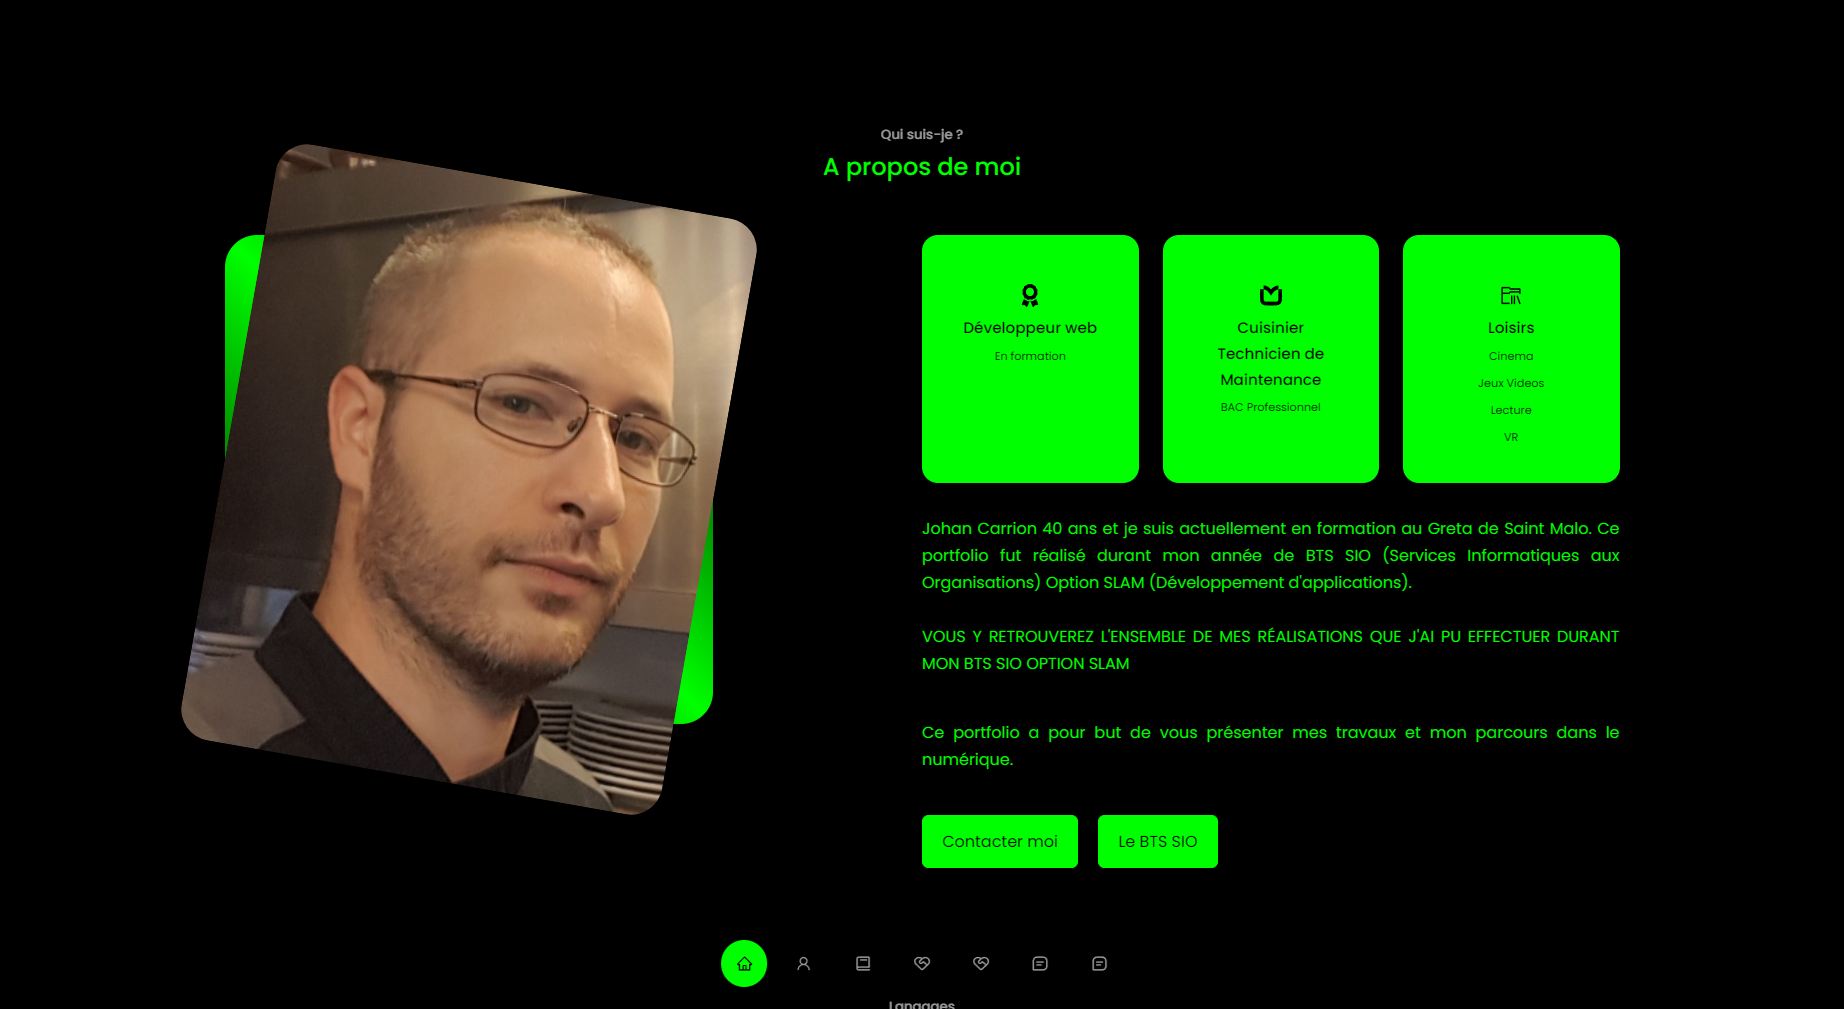 Qui suis-je ?
A propos de moi
Développeur web
En formation
Cuisinier
Technicien de
Maintenance
BAC Professionnel
Loisirs
Cinema
Jeux Videos
Lecture
VR
Johan Carrion 40 ans et je suis actuellement en formation au Greta de Saint Malo. Ce
portfolio fut réalisé durant mon année de BTS SIO (Services Informatiques aux
Organisations) Option SLAM (Développement d'applications).
VOUS Y RETROUVEREZ L'ENSEMBLE DE MES RÉALISATIONS QUE J'AI PU EFFECTUER DURANT
MON BTS SIO OPTION SLAM
Ce portfolio a pour but de vous présenter mes travaux et mon parcours dans le
numérique.
Contacter moi
Le BTS SIO
Langages